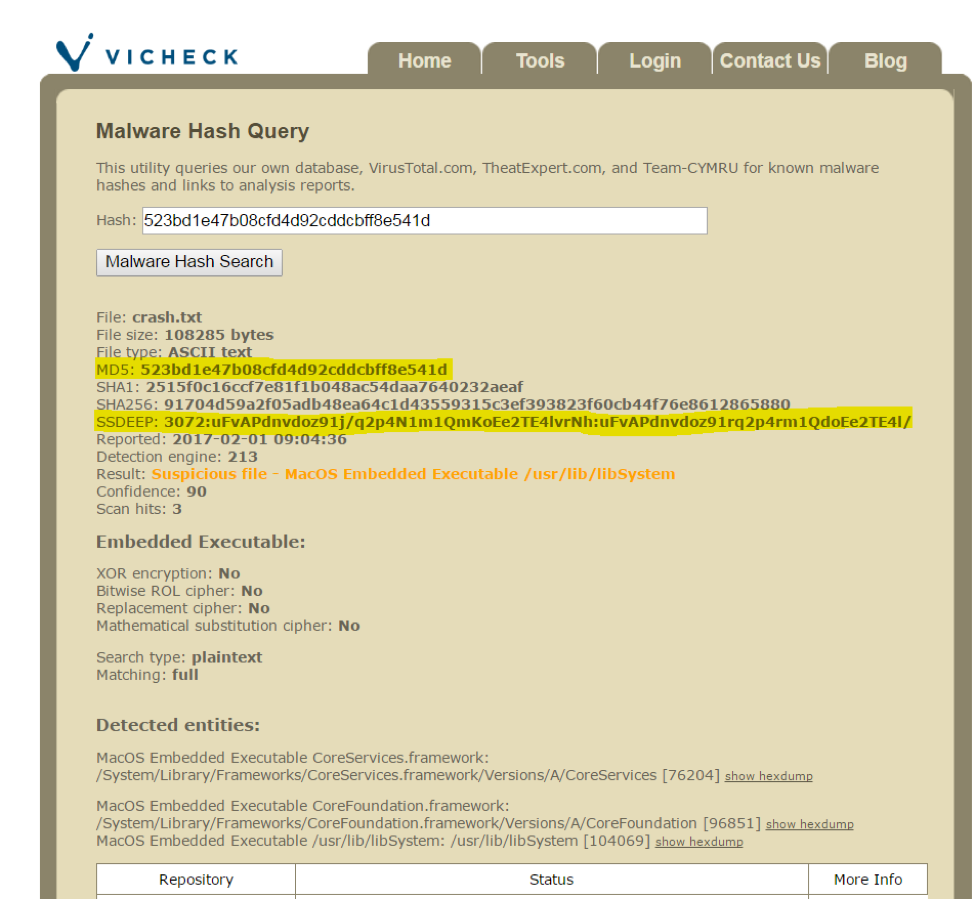 VICHECK
Home Tools Login Contact Us Blog
Malware Hash Query
This utility queries our own database, VirusTotal.com, TheatExpert.com, and Team-CYMRU for known malware
hashes and links to analysis reports.
Hash: 523bd1e47b08cfd4d92cddcbff8e541d
Malware Hash Search
File: crash.txt
File size: 108285 bytes
File type: ASCII text
MD5: 523bd1e47b08cfd4d92cddcbff8e541d
SHA1: 2515f0c16ccf7e81f1b048ac54daa7640232aeaf
SHA256: 91704d59a2f05adb48ea64c1d43559315c3ef393823f60cb44f76e8612865880
SSDEEP: 3072:uFvAPdnvdoz91j/q2p4N1m1QmKoEe2TE4lvrNh:uFvAPdnvdoz91rq2p4rm1QdoEe2TE4l/
Reported: 2017-02-01 09:04:36
Detection engine: 213
Result: Suspicious file - MacOS Embedded Executable /usr/lib/libSystem
Confidence: 90
Scan hits: 3
Embedded Executable:
XOR encryption: No
Bitwise ROL cipher: No
Replacement cipher: No
Mathematical substitution cipher: No
Search type: plaintext
Matching: full
Detected entities:
MacOS Embedded Executable CoreServices.framework:
/System/Library/Frameworks/CoreServices.framework/Versions/A/CoreServices [76204] show hexdump
MacOS Embedded Executable CoreFoundation.framework:
/System/Library/Frameworks/CoreFoundation.framework/Versions/A/CoreFoundation [96851] show hexdump
MacOS Embedded Executable /usr/lib/libSystem: /usr/lib/libSystem [104069] show hexdump
Repository Status More Info